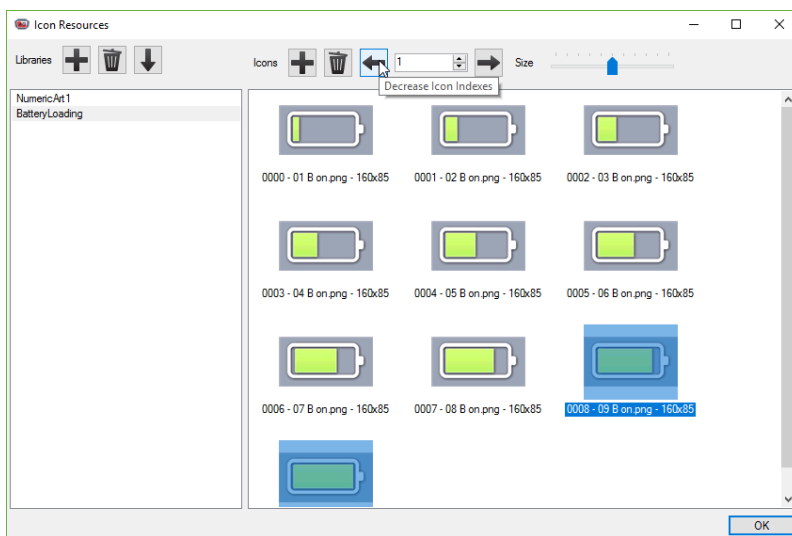 Icon Resources
Libraries
Icons
1
Size
Decrease Icon Indexes
NumericArt1
BatteryLoading
0000 - 01 B on.png - 160x85
0001 - 02 B on.png - 160x85
0002 - 03 B on.png - 160x85
0003 - 04 B on.png - 160x85
0004 - 05 B on.png - 160x85
0005 - 06 B on.png - 160x85
0006 - 07 B on.png - 160x85
0007 - 08 B on.png - 160x85
0008 - 09 B on.png - 160x85
OK